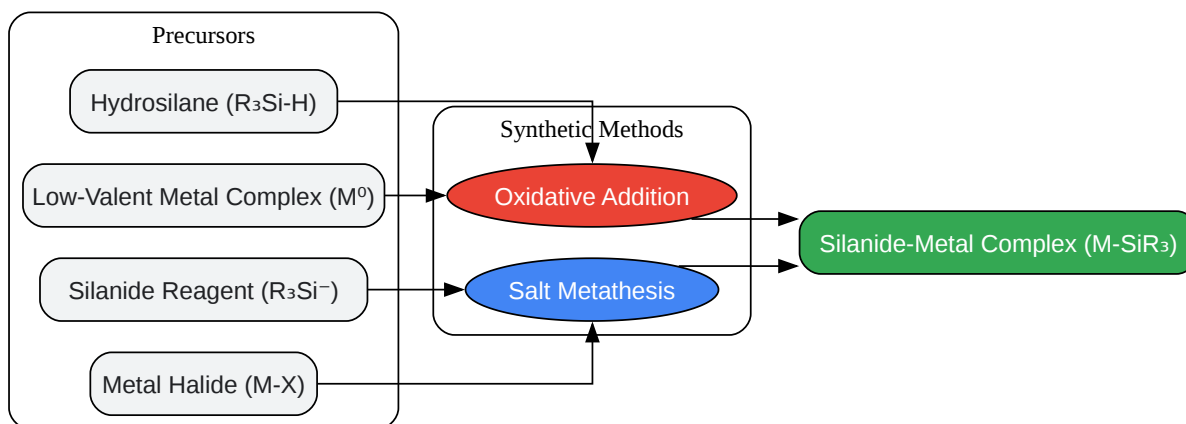 Precursors
Hydrosilane (R₃Si-H)
Low-Valent Metal Complex (M⁰)
Silanide Reagent (R₃Si⁻)
Metal Halide (M-X)
Synthetic Methods
Oxidative Addition
Salt Metathesis
Silanide-Metal Complex (M-SiR₃)